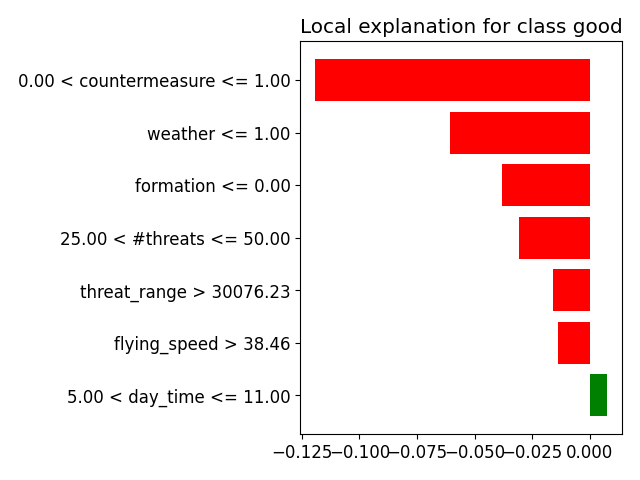 Local explanation for class good
0.00 < countermeasure <= 1.00
weather <= 1.00
formation <= 0.00
25.00 < #threats <= 50.00
threat_range > 30076.23
flying_speed > 38.46
5.00 < day_time <= 11.00
−0.125 −0.100 −0.075 −0.050 −0.025 0.000